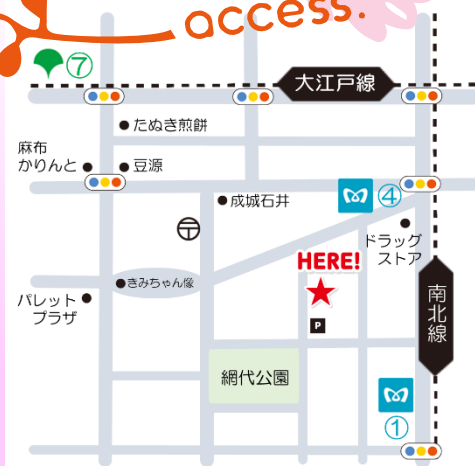 access.
⑦
大江戸線
たぬき煎餅
麻布
かりんと
豆源
成城石井
④
〒
ドラッグ
ストア
HERE!
きみちゃん像
パレット
プラザ
P
南北線
網代公園
①